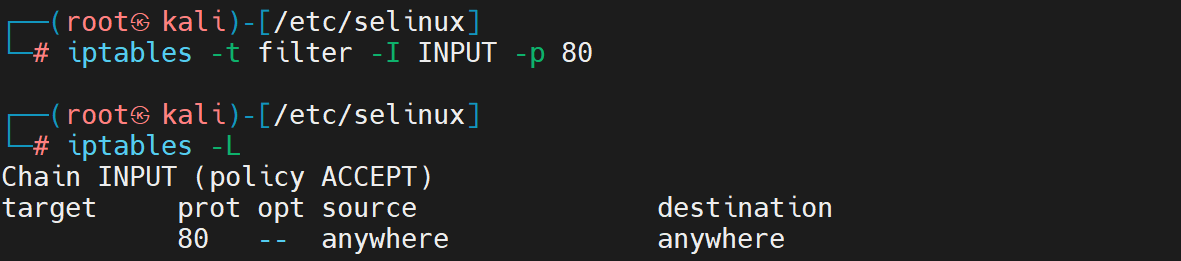 ┌──(root㉿kali)-[/etc/selinux]
└─# iptables -t filter -I INPUT -p 80
┌──(root㉿kali)-[/etc/selinux]
└─# iptables -L
Chain INPUT (policy ACCEPT)
target     prot opt source               destination
           80   --  anywhere             anywhere